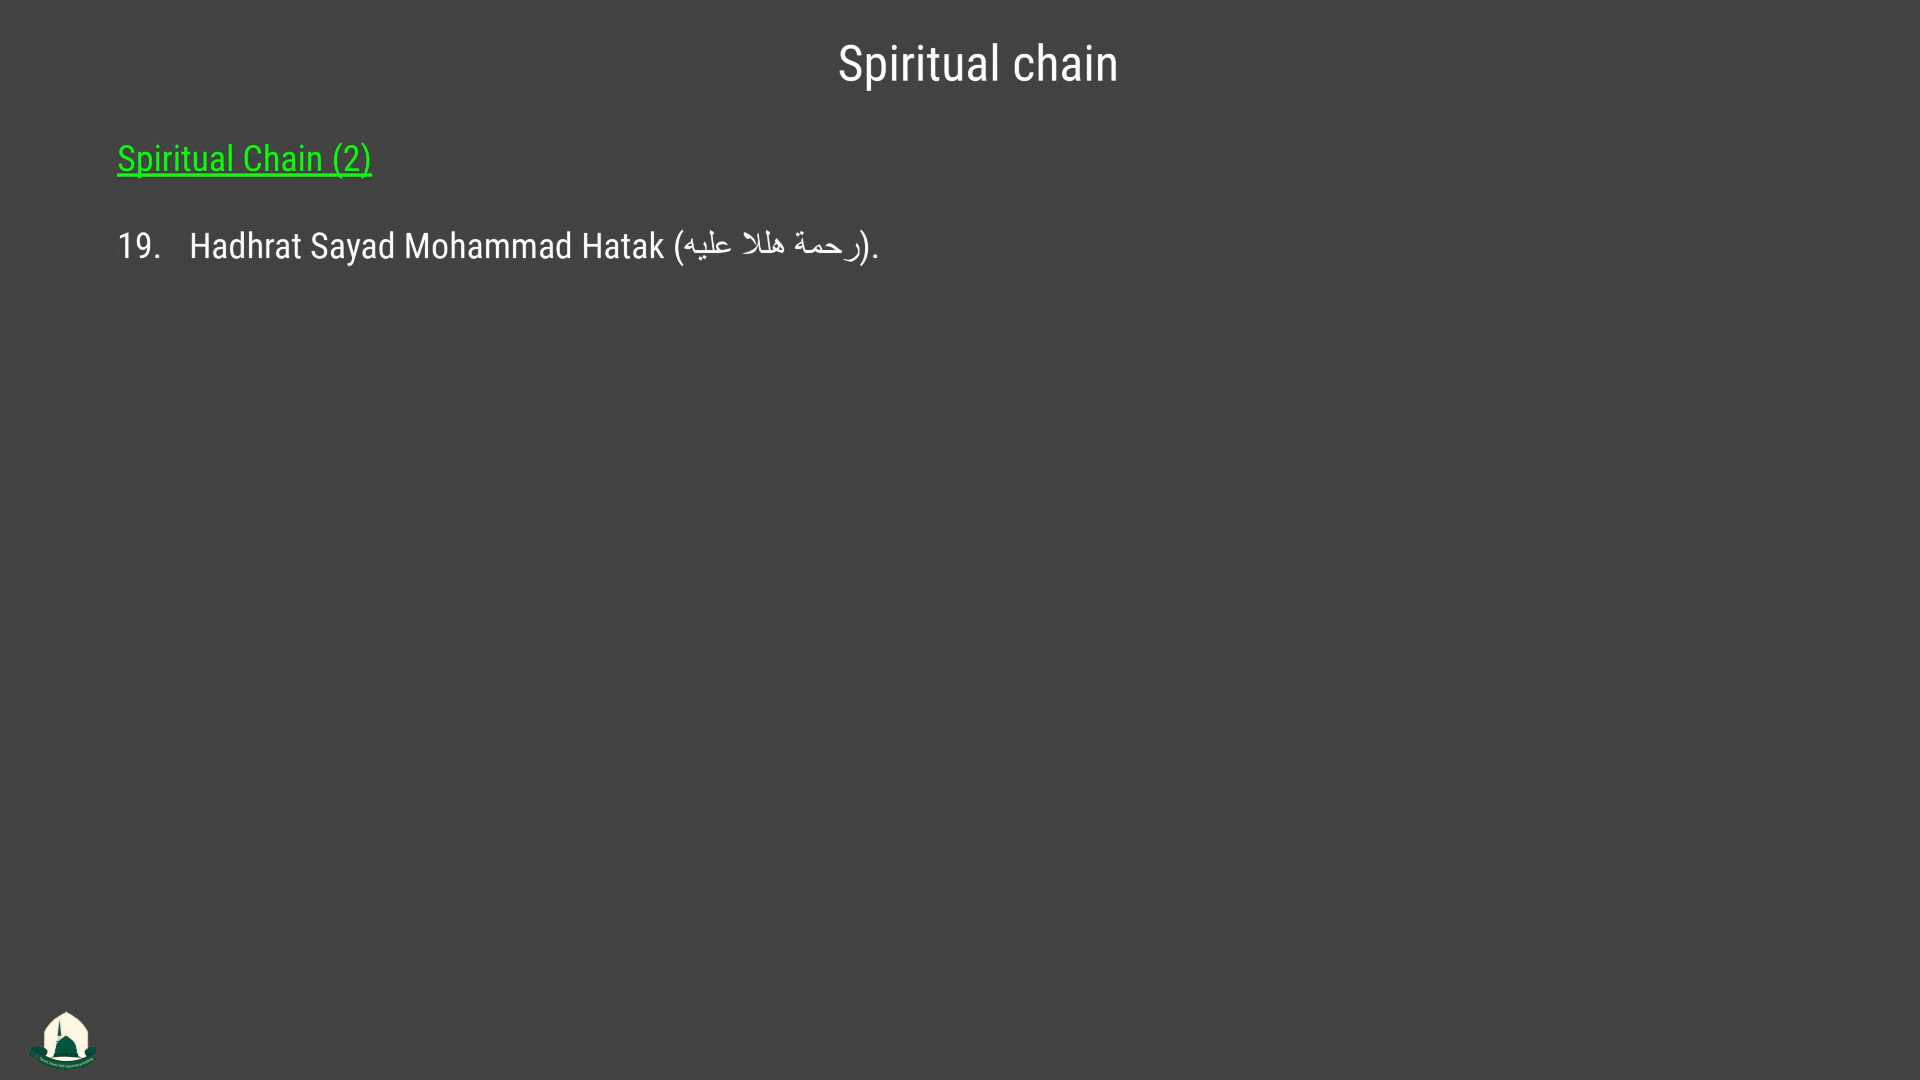 Spiritual chain
Spiritual Chain (2)
19. Hadhrat Sayad Mohammad Hatak (رحمة هللا عليه).